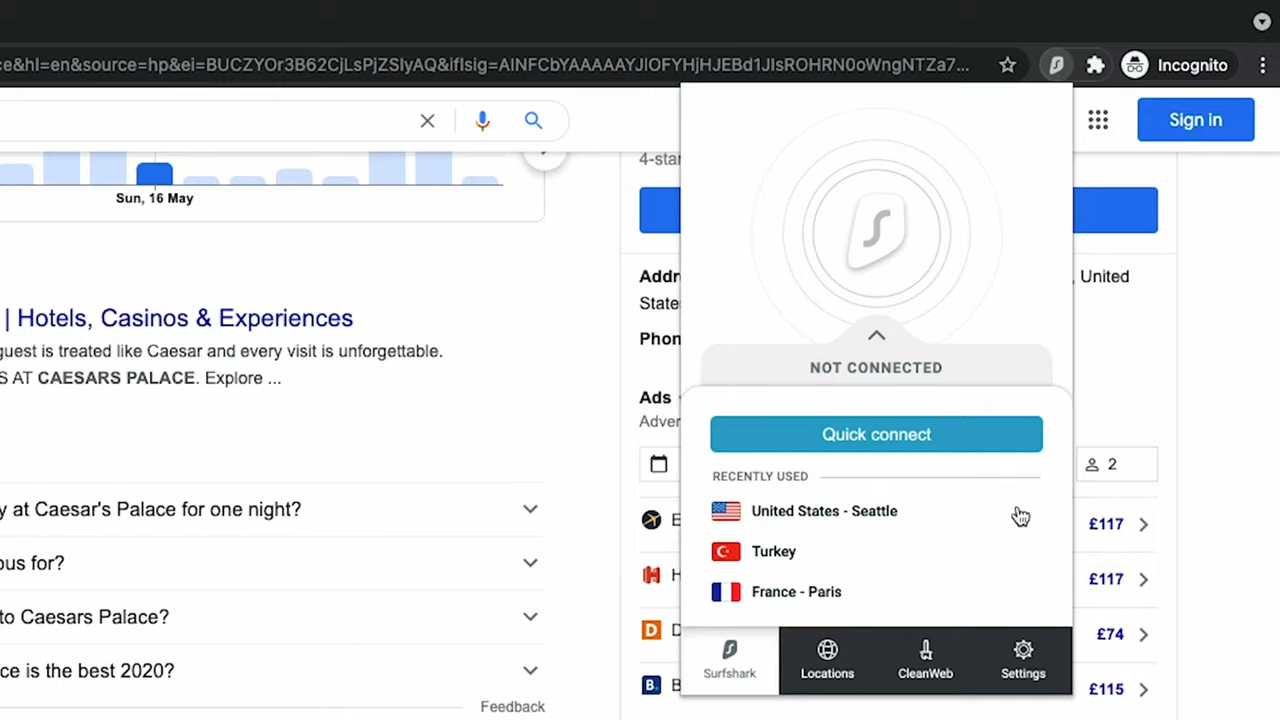 ce&hl=en&source=hp&ei=BUCZYOr3B62CjLsPjZSIyAQ&iflsig=AINFCbYAAAAAYJlOFYHjHJEBd1JIsROHRN0oWngNTZa7...
Incognito
Sign in
4-star
Sun, 16 May
Addr
, United
State
Phon
| Hotels, Casinos & Experiences
guest is treated like Caesar and every visit is unforgettable.
S AT CAESARS PALACE. Explore ...
Ads
Adver
2
y at Caesar's Palace for one night?
ous for?
to Caesars Palace?
ce is the best 2020?
Feedback
E
£117
H
£117
D
D
£74
B.
B
£115
S
NOT CONNECTED
Quick connect
RECENTLY USED
United States - Seattle
Turkey
France - Paris
Surfshark
Locations
CleanWeb
Settings